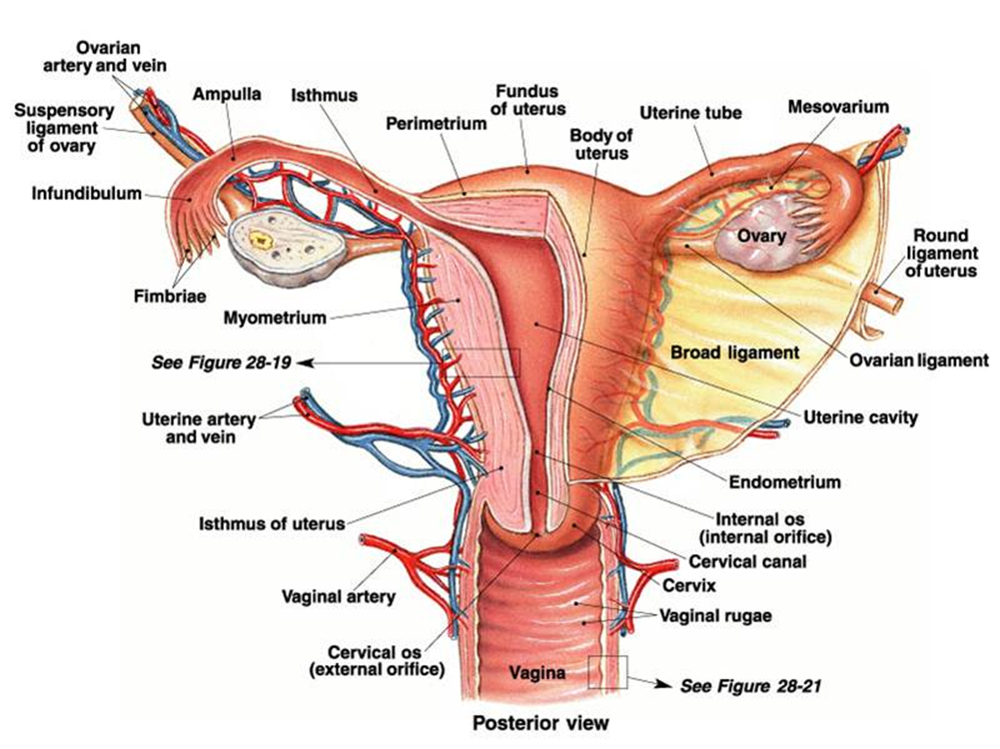 Ovarian
artery and vein
Suspensory
ligament
of ovary
Ampulla
Isthmus
Perimetrium
Fundus
of uterus
Body of
uterus
Uterine tube
Mesovarium
Infundibulum
Ovary
Round
ligament
of uterus
Fimbriae
Myometrium
See Figure 28-19
Broad ligament
Ovarian ligament
Uterine artery
and vein
Uterine cavity
Endometrium
Isthmus of uterus
Internal os
(internal orifice)
Cervical canal
Cervix
Vaginal artery
Vaginal rugae
Cervical os
(external orifice)
Vagina
See Figure 28-21
Posterior view